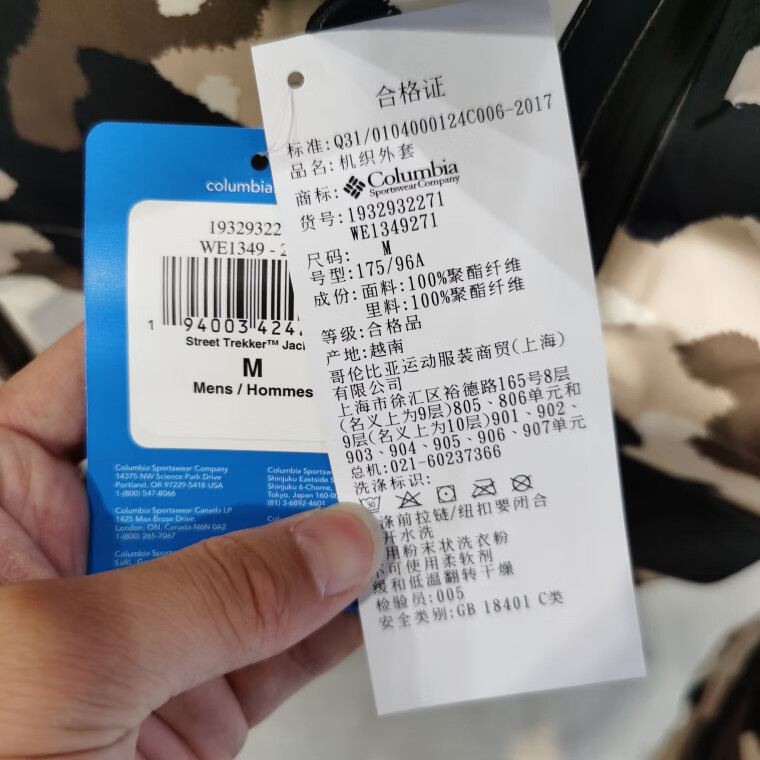 columbia
1932932
WE1349 -
1 94003 424
Street Trekker™ Jac
M
Mens / Hommes
Columbia Sportswear Company
14375 NW Science Park Drive
Portland, OR 97229-5418 USA
1-(800) 547-8066
Columbia Sportswear Canada LP
1425 Max Brose Drive,
London, ON, Canada N6N 0A2
1-(800) 265-7067
Columbia Sportswear
Shinjuku Eastside S
Shinjuku 6-Chome,
Tokyo, Japan 160-00
(81) 3-6892-4601
合格证
标准:Q31/0104000124C006-2017
品名:机织外套
商标:Columbia
Sportswear Company
货号:1932932271
WE1349271
尺码: M
号型:175/96A
成份:面料:100%聚酯纤维
里料:100%聚酯纤维
等级:合格品
产地:越南
哥伦比亚运动服装商贸(上海)
有限公司
上海市徐汇区裕德路165号8层
(名义上为9层)805、806单元和
9层(名义上为10层)901、902、
903、904、905、906、907单元
总机:021-60237366
洗涤标识:
30
涤前拉链/纽扣要闭合
开水洗
用粉末状洗衣粉
不可使用柔软剂
缓和低温翻转干燥
检验员:005
安全类别:GB 18401 C类